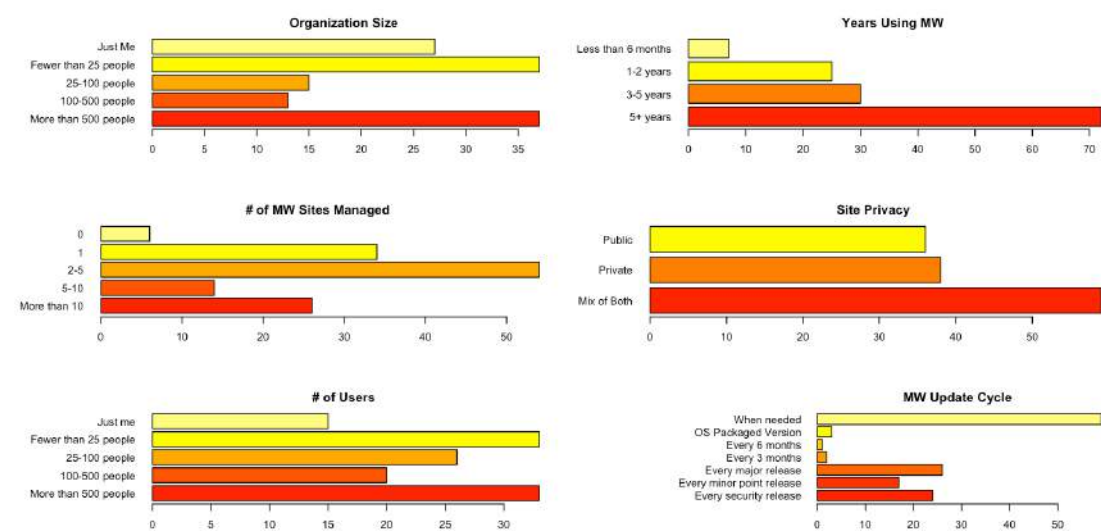 Organization Size
Just Me
Fewer than 25 people
25-100 people
100-500 people
More than 500 people
0 5 10 15 20 25 30 35
Years Using MW
Less than 6 months
1-2 years
3-5 years
5+ years
0 10 20 30 40 50 60 70
# of MW Sites Managed
0
1
2-5
5-10
More than 10
0 10 20 30 40 50
Site Privacy
Public
Private
Mix of Both
0 10 20 30 40 50
# of Users
Just me
Fewer than 25 people
25-100 people
100-500 people
More than 500 people
0 5 10 15 20 25 30
MW Update Cycle
When needed
OS Packaged Version
Every 6 months
Every 3 months
Every major release
Every minor point release
Every security release
0 10 20 30 40 50